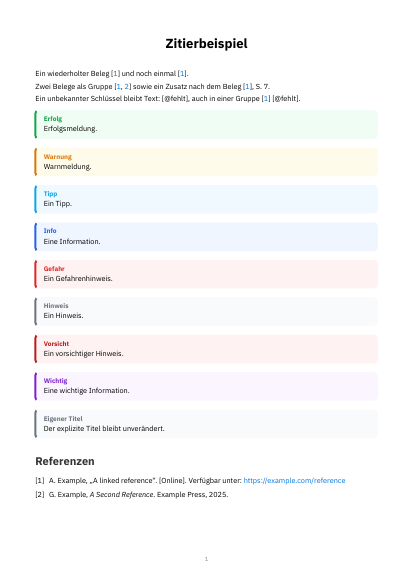 Zitierbeispiel
Ein wiederholter Beleg [1] und noch einmal [1].
Zwei Belege als Gruppe [1, 2] sowie ein Zusatz nach dem Beleg [1], S. 7.
Ein unbekannter Schlüssel bleibt Text: [@fehlt], auch in einer Gruppe [1] [@fehlt].
Erfolg
Erfolgsmeldung.
Warnung
Warnmeldung.
Tipp
Ein Tipp.
Info
Eine Information.
Gefahr
Ein Gefahrenhinweis.
Hinweis
Ein Hinweis.
Vorsicht
Ein vorsichtiger Hinweis.
Wichtig
Eine wichtige Information.
Eigener Titel
Der explizite Titel bleibt unverändert.
Referenzen
[1] A. Example, „A linked reference“. [Online]. Verfügbar unter: https://example.com/reference
[2] G. Example, A Second Reference. Example Press, 2025.
1